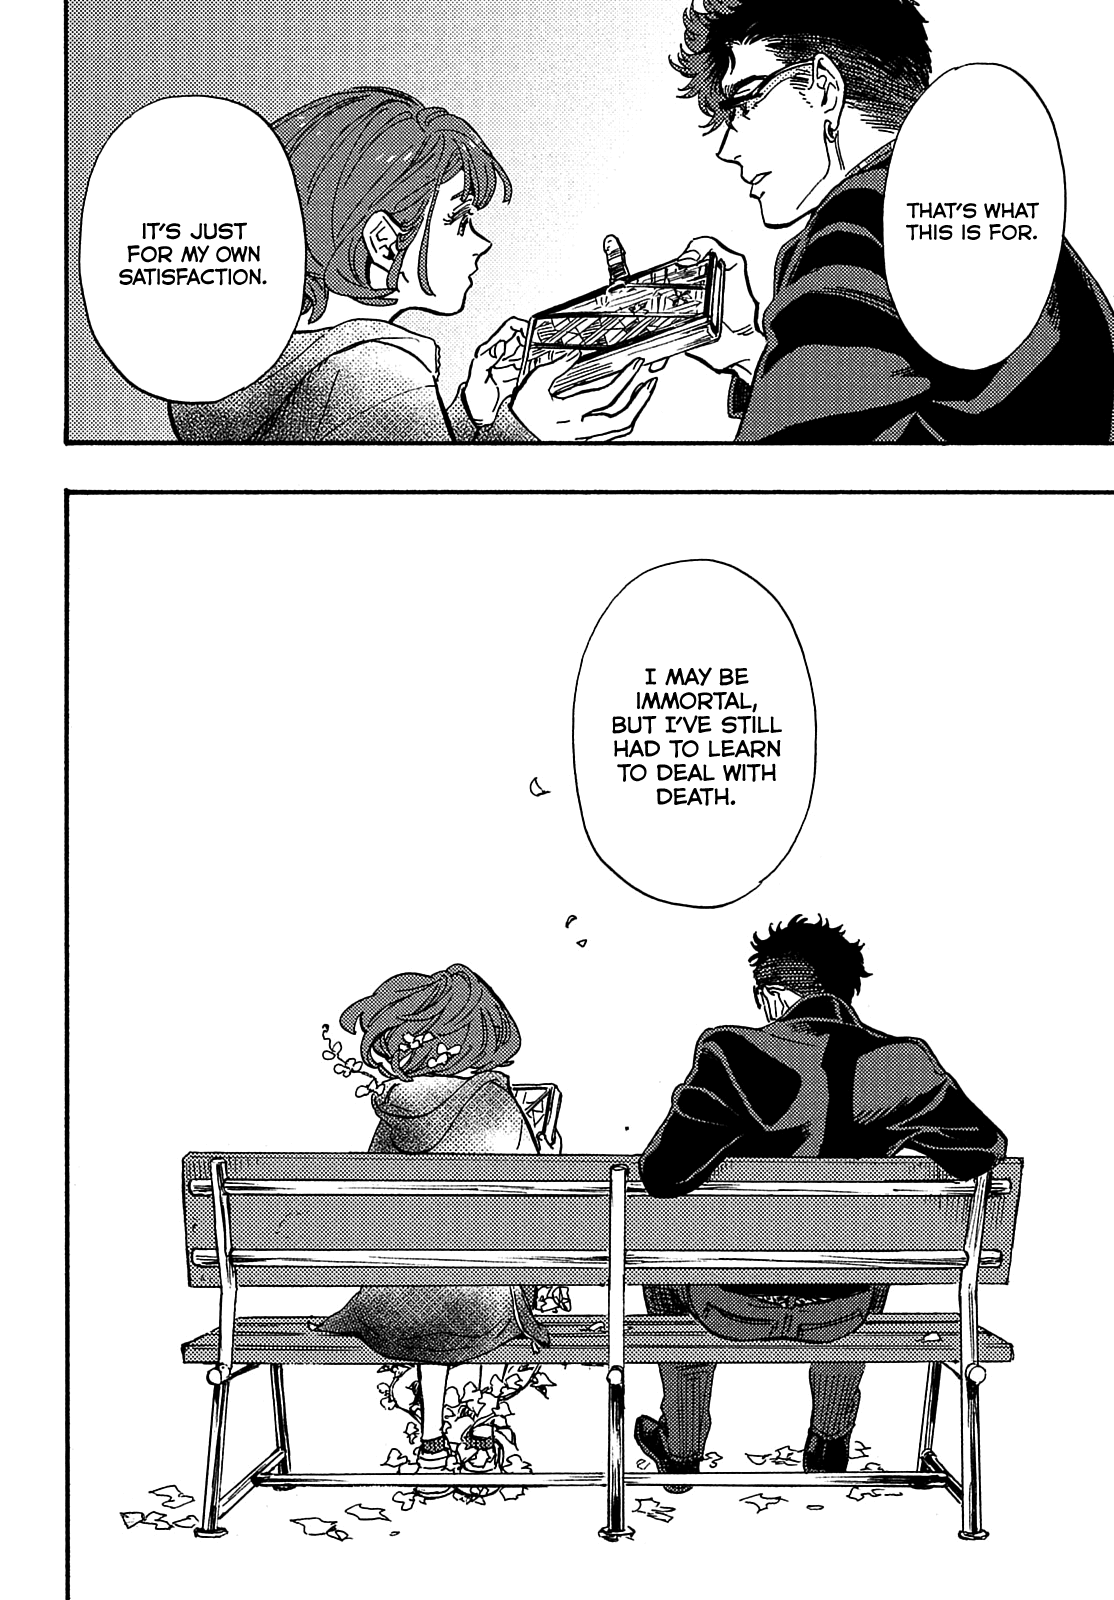 THAT'S WHAT
THIS IS FOR.
IT'S JUST
FOR MY OWN
SATISFACTION.
I MAY BE
IMMORTAL,
BUT I'VE STILL
HAD TO LEARN
TO DEAL WITH
DEATH.